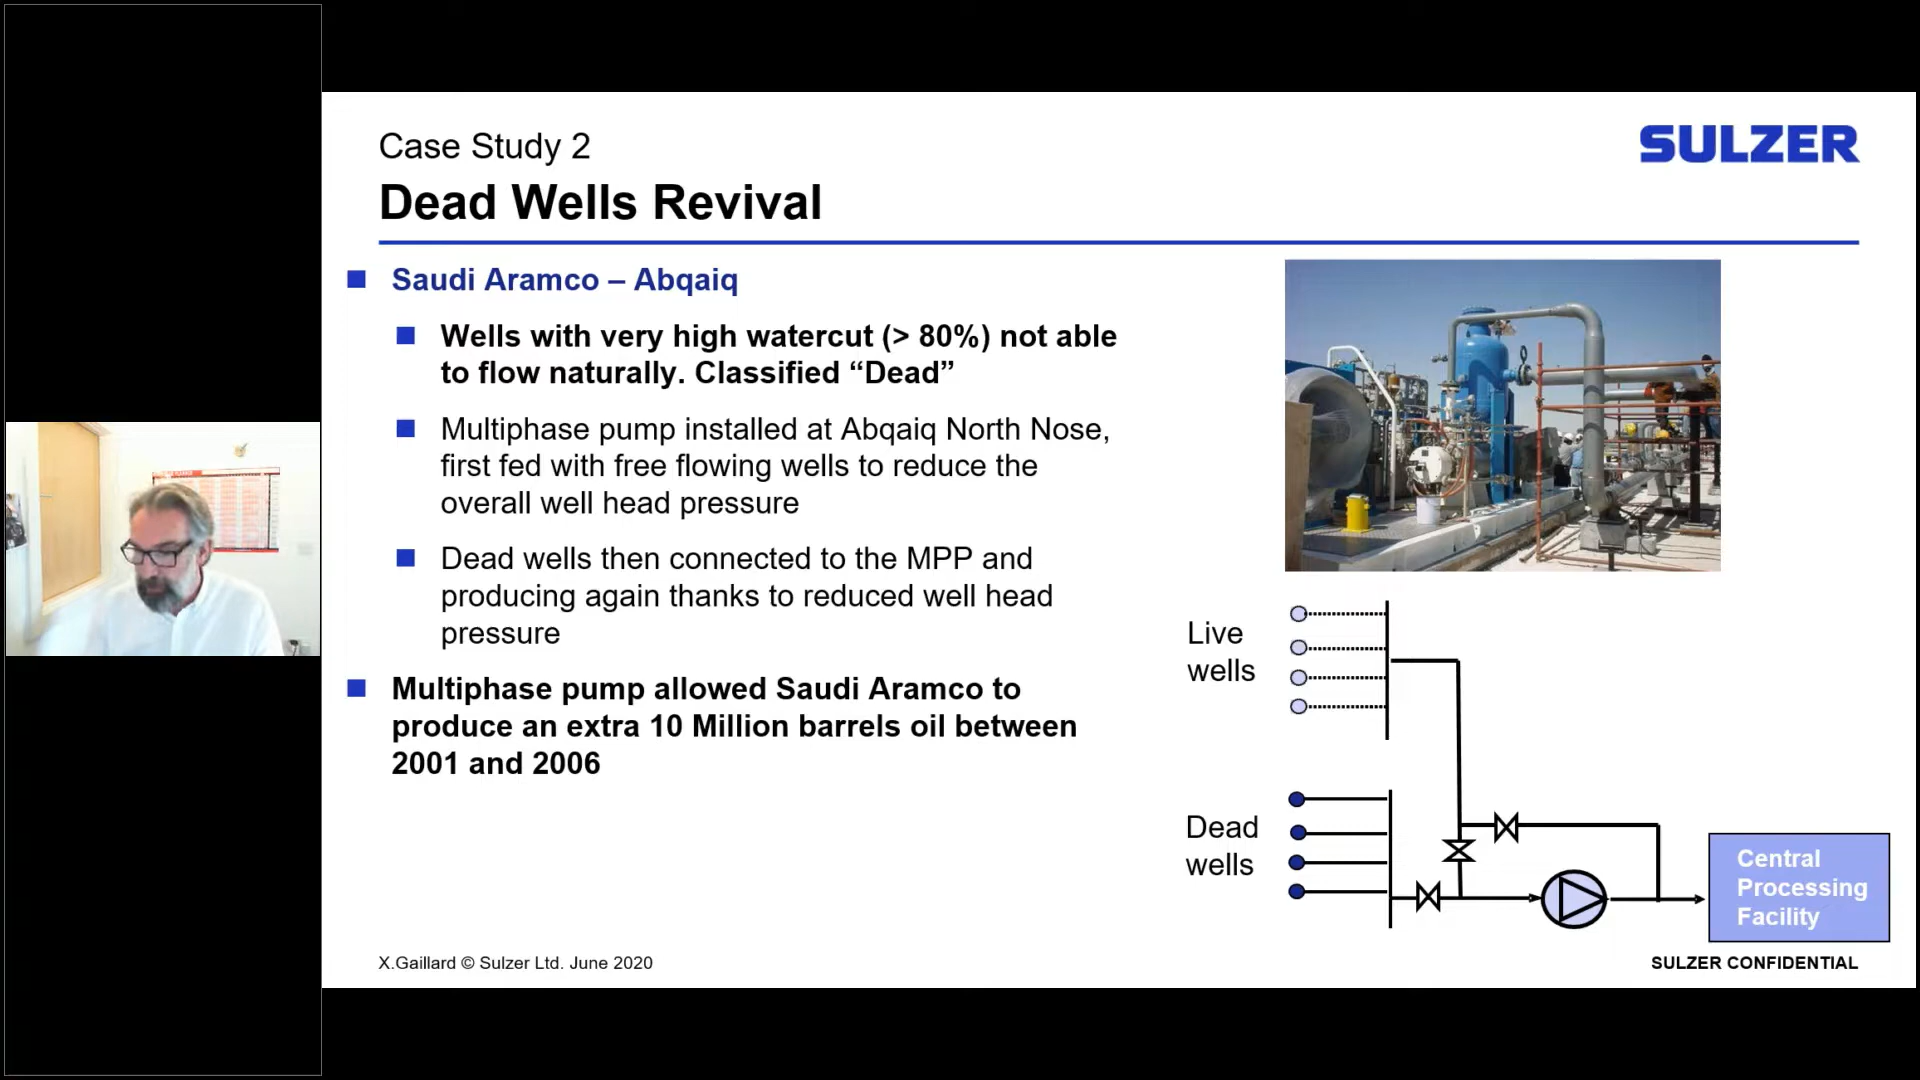 Case Study 2
SULZER
Dead Wells Revival
Saudi Aramco – Abqaiq
Wells with very high watercut (> 80%) not able
to flow naturally. Classified “Dead”
Multiphase pump installed at Abqaiq North Nose,
first fed with free flowing wells to reduce the
overall well head pressure
Dead wells then connected to the MPP and
producing again thanks to reduced well head
pressure
Multiphase pump allowed Saudi Aramco to
produce an extra 10 Million barrels oil between
2001 and 2006
Live
wells
Dead
wells
Central
Processing
Facility
X.Gaillard © Sulzer Ltd. June 2020
SULZER CONFIDENTIAL